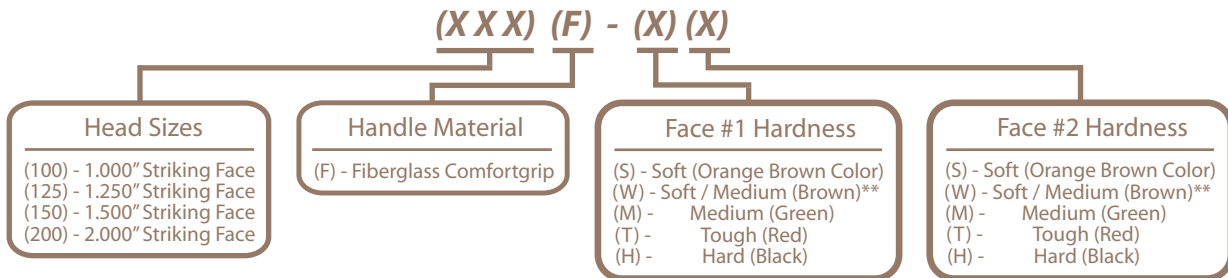 (X X X) (F) - (X) (X)
Head Sizes
(100) - 1.000” Striking Face
(125) - 1.250” Striking Face
(150) - 1.500” Striking Face
(200) - 2.000” Striking Face
Handle Material
(F) - Fiberglass Comfortgrip
Face #1 Hardness
(S) - Soft (Orange Brown Color)
(W) - Soft / Medium (Brown)**
(M) - Medium (Green)
(T) - Tough (Red)
(H) - Hard (Black)
Face #2 Hardness
(S) - Soft (Orange Brown Color)
(W) - Soft / Medium (Brown)**
(M) - Medium (Green)
(T) - Tough (Red)
(H) - Hard (Black)